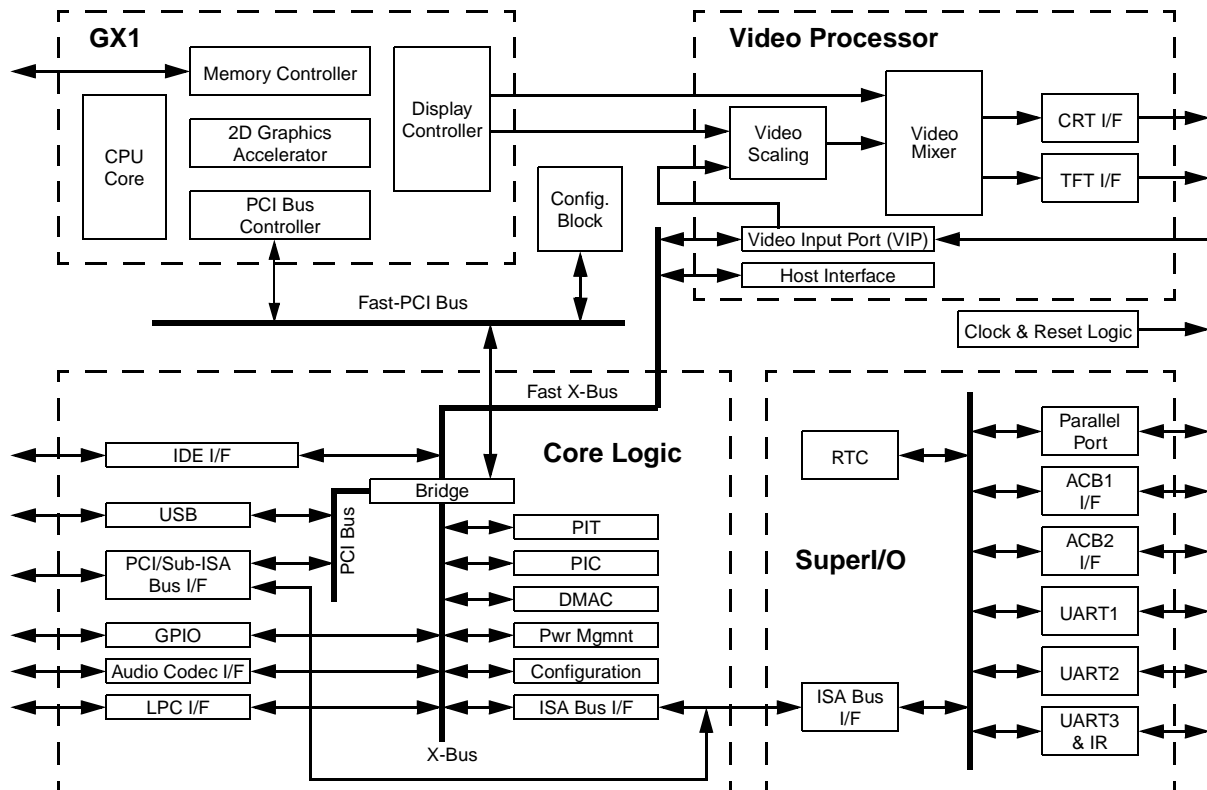 GX1
Memory Controller
CPU
Core
2D Graphics
Accelerator
PCI Bus
Controller
Display
Controller
Config.
Block
Fast-PCI Bus
Video Processor
Video
Scaling
Video
Mixer
CRT I/F
TFT I/F
Video Input Port (VIP)
Host Interface
Clock & Reset Logic
Fast X-Bus
Core Logic
IDE I/F
Bridge
USB
PCI Bus
PCI/Sub-ISA
Bus I/F
GPIO
Audio Codec I/F
LPC I/F
PIT
PIC
DMAC
Pwr Mgmnt
Configuration
ISA Bus I/F
X-Bus
SuperI/O
RTC
ISA Bus
I/F
Parallel
Port
ACB1
I/F
ACB2
I/F
UART1
UART2
UART3
& IR